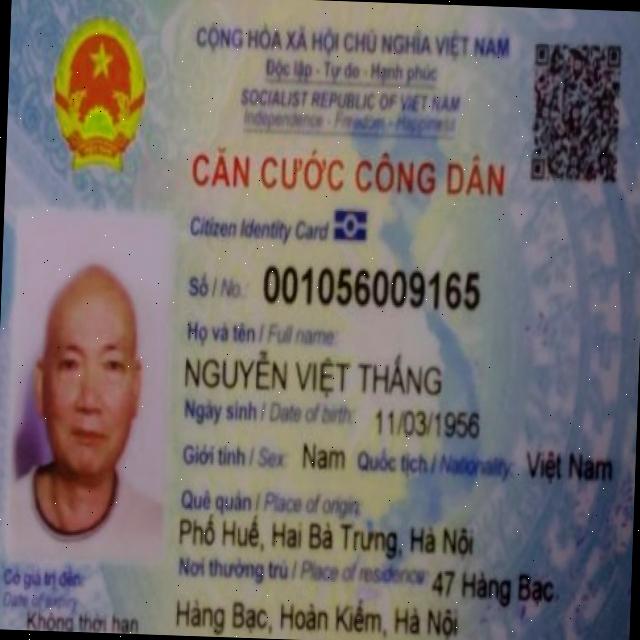 CỘNG HÒA XÃ HỘI CHỦ NGHĨA VIỆT NAM
Độc lập - Tự do - Hạnh phúc
SOCIALIST REPUBLIC OF VIET NAM
Independence - Freedom - Happiness
CĂN CƯỚC CÔNG DÂN
Citizen Identity Card
Số / No.: 001056009165
Họ và tên / Full name:
NGUYỄN VIỆT THẮNG
Ngày sinh / Date of birth: 11/03/1956
Giới tính / Sex: Nam Quốc tịch / Nationality: Việt Nam
Quê quán / Place of origin:
Phố Huế, Hai Bà Trưng, Hà Nội
Nơi thường trú / Place of residence: 47 Hàng Bạc
Hàng Bạc, Hoàn Kiếm, Hà Nội
Có giá trị đến:
Date of expiry
Không thời hạn